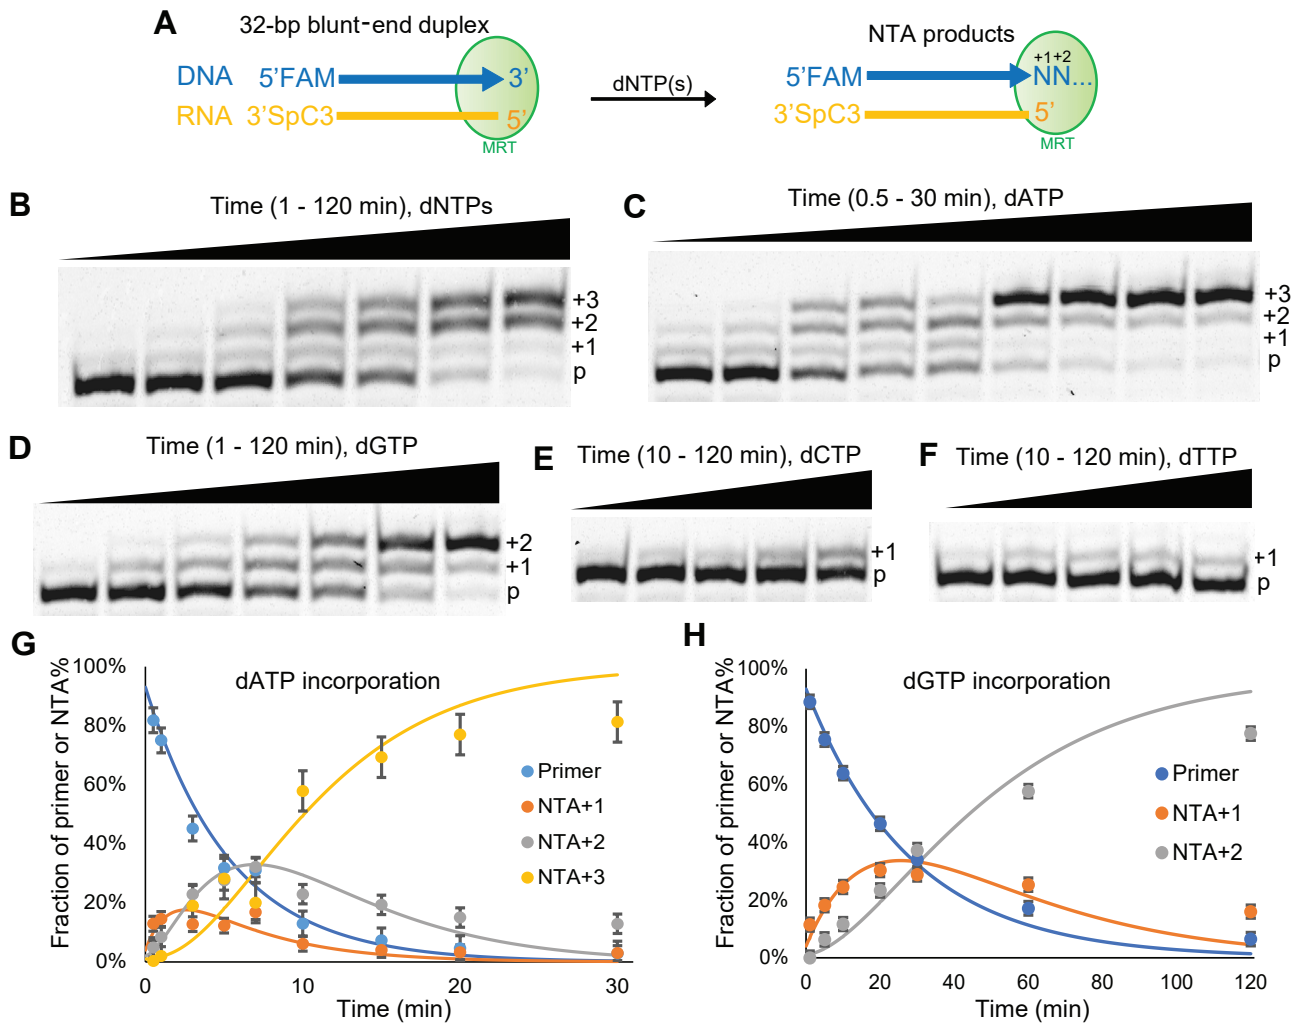 A
32-bp blunt-end duplex
DNA 5'FAM 3'
RNA 3'SpC3 5'
MRT
dNTP(s)
NTA products
+1+2
5'FAM NN...
3'SpC3 5'
MRT
B
Time (1 - 120 min), dNTPs
+3
+2
+1
p
C
Time (0.5 - 30 min), dATP
+3
+2
+1
p
D
Time (1 - 120 min), dGTP
+2
+1
p
E
Time (10 - 120 min), dCTP
+1
p
F
Time (10 - 120 min), dTTP
+1
p
G
dATP incorporation
Fraction of primer or NTA%
100%
80%
60%
40%
20%
0%
Primer
NTA+1
NTA+2
NTA+3
0 10 20 30
Time (min)
H
dGTP incorporation
Fraction of primer or NTA%
100%
80%
60%
40%
20%
0%
Primer
NTA+1
NTA+2
0 20 40 60 80 100 120
Time (min)